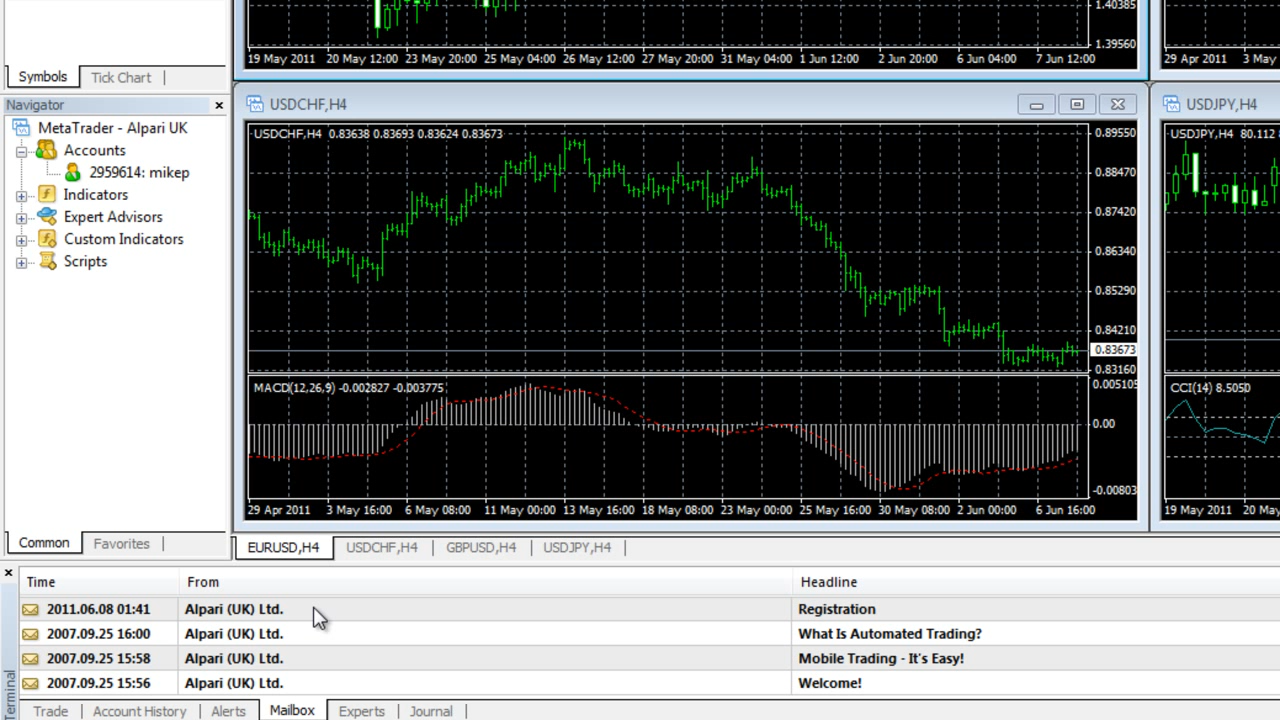 1.40385
1.39560
19 May 2011 20 May 12:00 23 May 20:00 25 May 04:00 26 May 12:00 27 May 20:00 31 May 04:00 1 Jun 12:00 2 Jun 20:00 6 Jun 04:00 7 Jun 12:00
29 Apr 2011 3 May
Symbols Tick Chart
Navigator
MetaTrader - Alpari UK
Accounts
2959614: mikep
Indicators
Expert Advisors
Custom Indicators
Scripts
Common Favorites
USDCHF,H4
USDCHF,H4 0.83638 0.83693 0.83624 0.83673
0.89550
0.88470
0.87420
0.86340
0.85290
0.84210
0.83673
0.83160
MACD(12,26,9) -0.002827 -0.003775
0.005105
0.00
-0.00803
29 Apr 2011 3 May 16:00 6 May 08:00 11 May 00:00 13 May 16:00 18 May 08:00 23 May 00:00 25 May 16:00 30 May 08:00 2 Jun 00:00 6 Jun 16:00
USDJPY,H4
USDJPY,H4 80.112
CCI(14) 8.5050
19 May 2011 20 May
EURUSD,H4 USDCHF,H4 GBPUSD,H4 USDJPY,H4
Time From Headline
2011.06.08 01:41 Alpari (UK) Ltd. Registration
2007.09.25 16:00 Alpari (UK) Ltd. What Is Automated Trading?
2007.09.25 15:58 Alpari (UK) Ltd. Mobile Trading - It's Easy!
2007.09.25 15:56 Alpari (UK) Ltd. Welcome!
Terminal
Trade Account History Alerts Mailbox Experts Journal